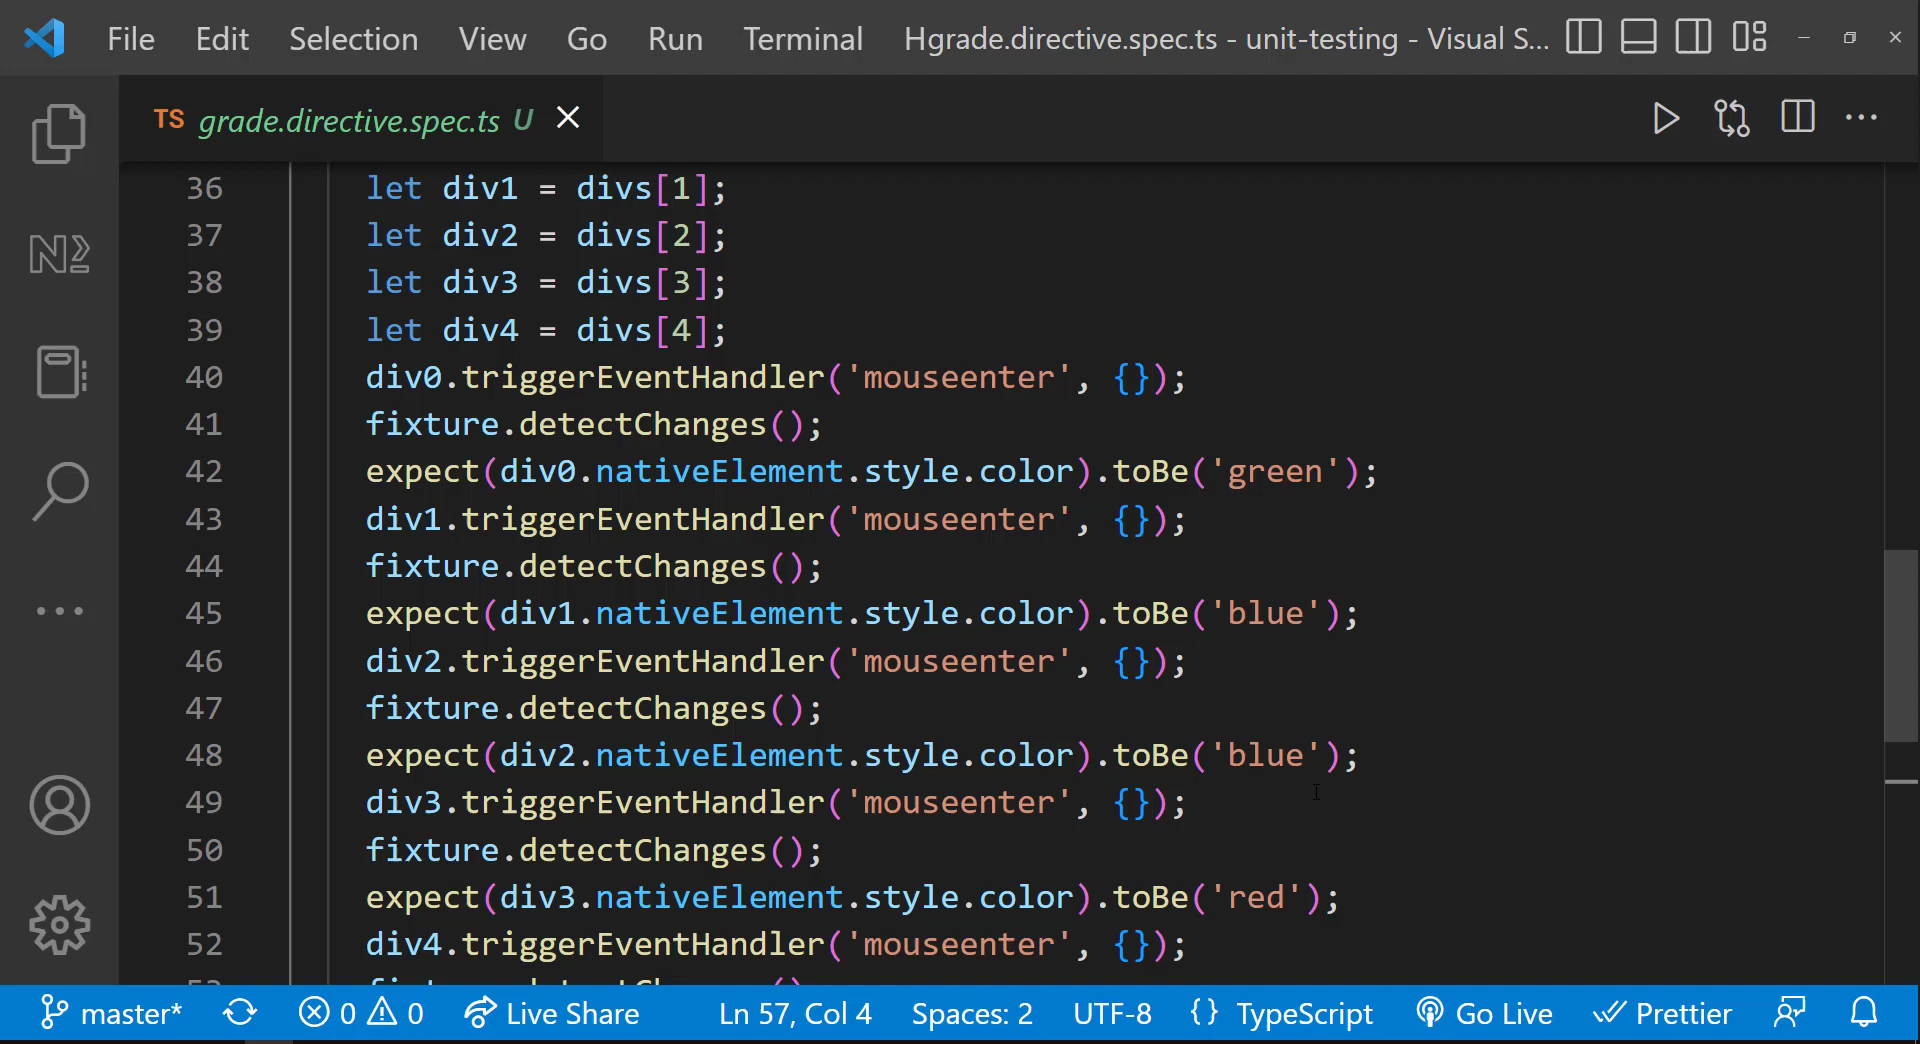 File Edit Selection View Go Run Terminal Hgrade.directive.spec.ts - unit-testing - Visual S...
TS grade.directive.spec.ts U
36 let div1 = divs[1];
37 let div2 = divs[2];
38 let div3 = divs[3];
39 let div4 = divs[4];
40 div0.triggerEventHandler('mouseenter', {});
41 fixture.detectChanges();
42 expect(div0.nativeElement.style.color).toBe('green');
43 div1.triggerEventHandler('mouseenter', {});
44 fixture.detectChanges();
45 expect(div1.nativeElement.style.color).toBe('blue');
46 div2.triggerEventHandler('mouseenter', {});
47 fixture.detectChanges();
48 expect(div2.nativeElement.style.color).toBe('blue');
49 div3.triggerEventHandler('mouseenter', {});
50 fixture.detectChanges();
51 expect(div3.nativeElement.style.color).toBe('red');
52 div4.triggerEventHandler('mouseenter', {});
master* 0 0 Live Share Ln 57, Col 4 Spaces: 2 UTF-8 {} TypeScript Go Live Prettier